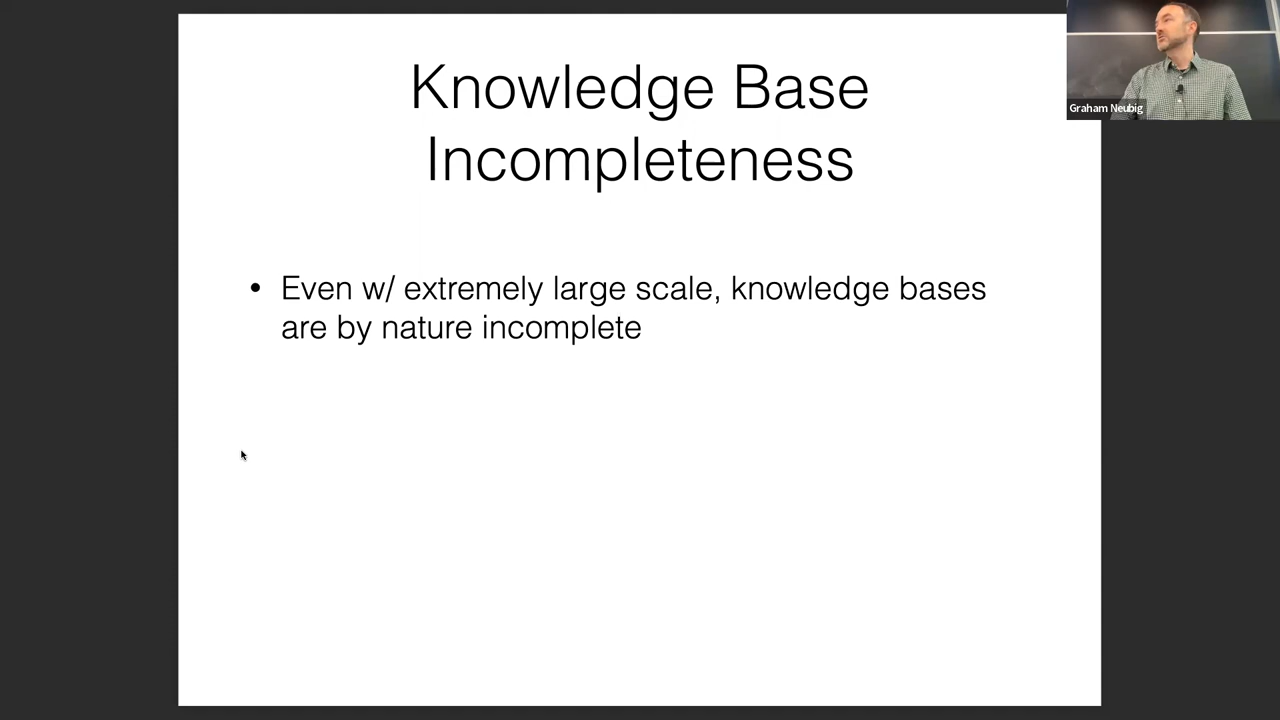 Knowledge Base
Incompleteness
• Even w/ extremely large scale, knowledge bases
are by nature incomplete
Graham Neubig